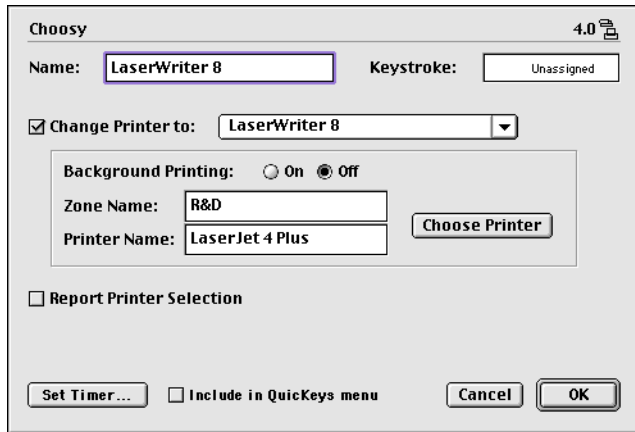 Choosy 4.0
Name: LaserWriter 8 Keystroke: Unassigned
Change Printer to: LaserWriter 8
Background Printing: On Off
Zone Name: R&D
Printer Name: LaserJet 4 Plus
Choose Printer
Report Printer Selection
Set Timer... Include in QuicKeys menu Cancel OK